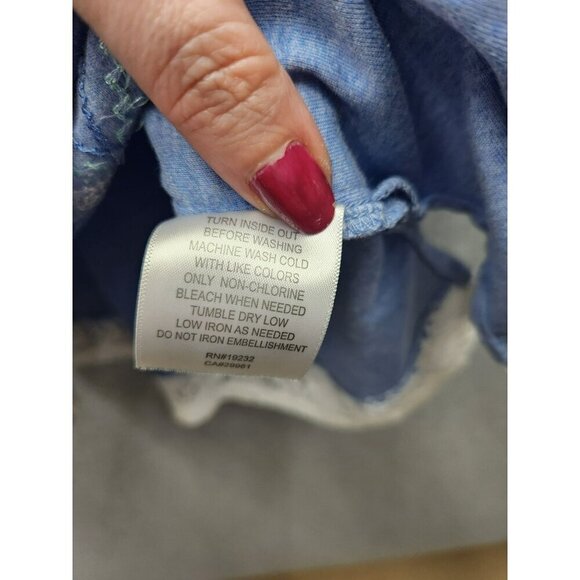 TURN INSIDE OUT
BEFORE WASHING
MACHINE WASH COLD
WITH LIKE COLORS
ONLY NON-CHLORINE
BLEACH WHEN NEEDED
TUMBLE DRY LOW
LOW IRON AS NEEDED
DO NOT IRON EMBELLISHMENT
RN#19232
CA#28961